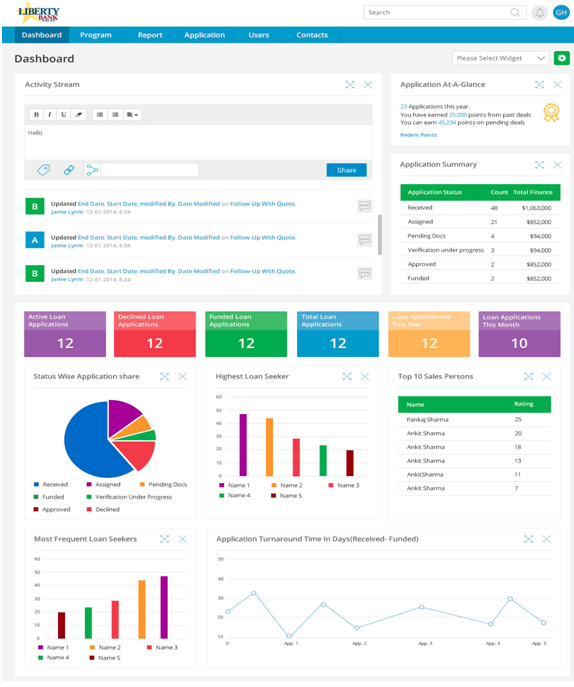 LIBERTY
BANK
Search
GH
Dashboard Program Report Application Users Contacts
Dashboard
Please Select Widget
Activity Stream
B I U
Hello
Share
B Updated End Date, Start Date, modified By, Date Modified on Follow-Up With Quote.
Jamie Lynm 12-01-2014, 8:34
A Updated End Date, Start Date, modified By, Date Modified on Follow-Up With Quote.
Jamie Lynm 12-01-2014, 8:34
B Updated End Date, Start Date, modified By, Date Modified on Follow-Up With Quote.
Jamie Lynm 12-01-2014, 8:34
Application At-A-Glance
23 Applications this year.
You have earned 25,000 points from past deals
You can earn 45,234 points on pending deals
Redem Points
Application Summary
Application Status Count Total Finance
Received 48 $1,063,000
Assigned 21 $852,000
Pending Docs 4 $94,000
Verification under progress 3 $94,000
Approved 2 $852,000
Funded 2 $852,000
Active Loan
Applications
12
Declined Loan
Applications
12
Funded Loan
Applications
12
Total Loan
Applications
12
Loan Applications
This Year
12
Loan Applications
This Month
10
Status Wise Application share
Received Assigned Pending Docs
Funded Verification Under Progress
Approved Declined
Highest Loan Seeker
60
50
40
30
20
10
0
Name 1 Name 2 Name 3
Name 4 Name 5
Top 10 Sales Persons
Name Rating
Pankaj Sharma 25
Ankit Sharma 20
Ankit Sharma 18
Ankit Sharma 13
AnkitSharma 11
Ankit Sharma 7
Most Frequent Loan Seekers
60
50
40
30
20
10
0
Name 1 Name 2 Name 3
Name 4 Name 5
Application Turnaround Time In Days(Received- Funded)
50
40
30
20
10
0 App. 1 App. 2 App. 3 App. 4 App. 5